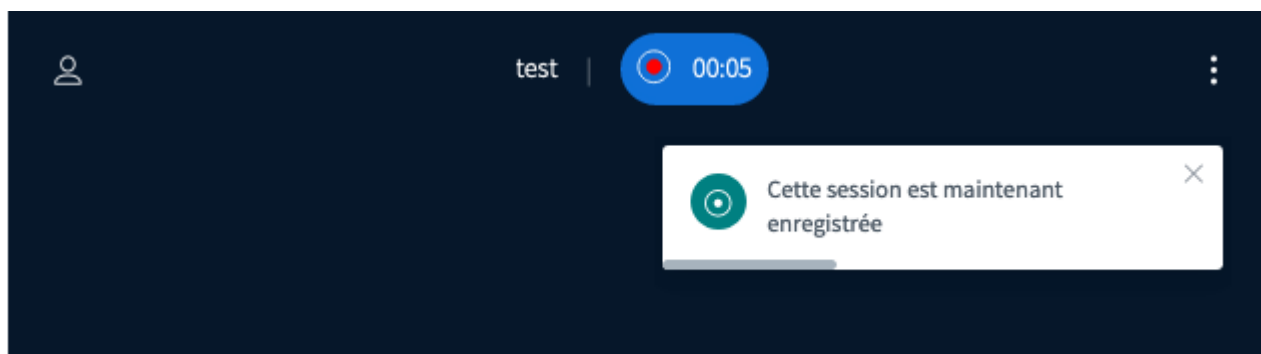 test | 00:05
Cette session est maintenant
enregistrée